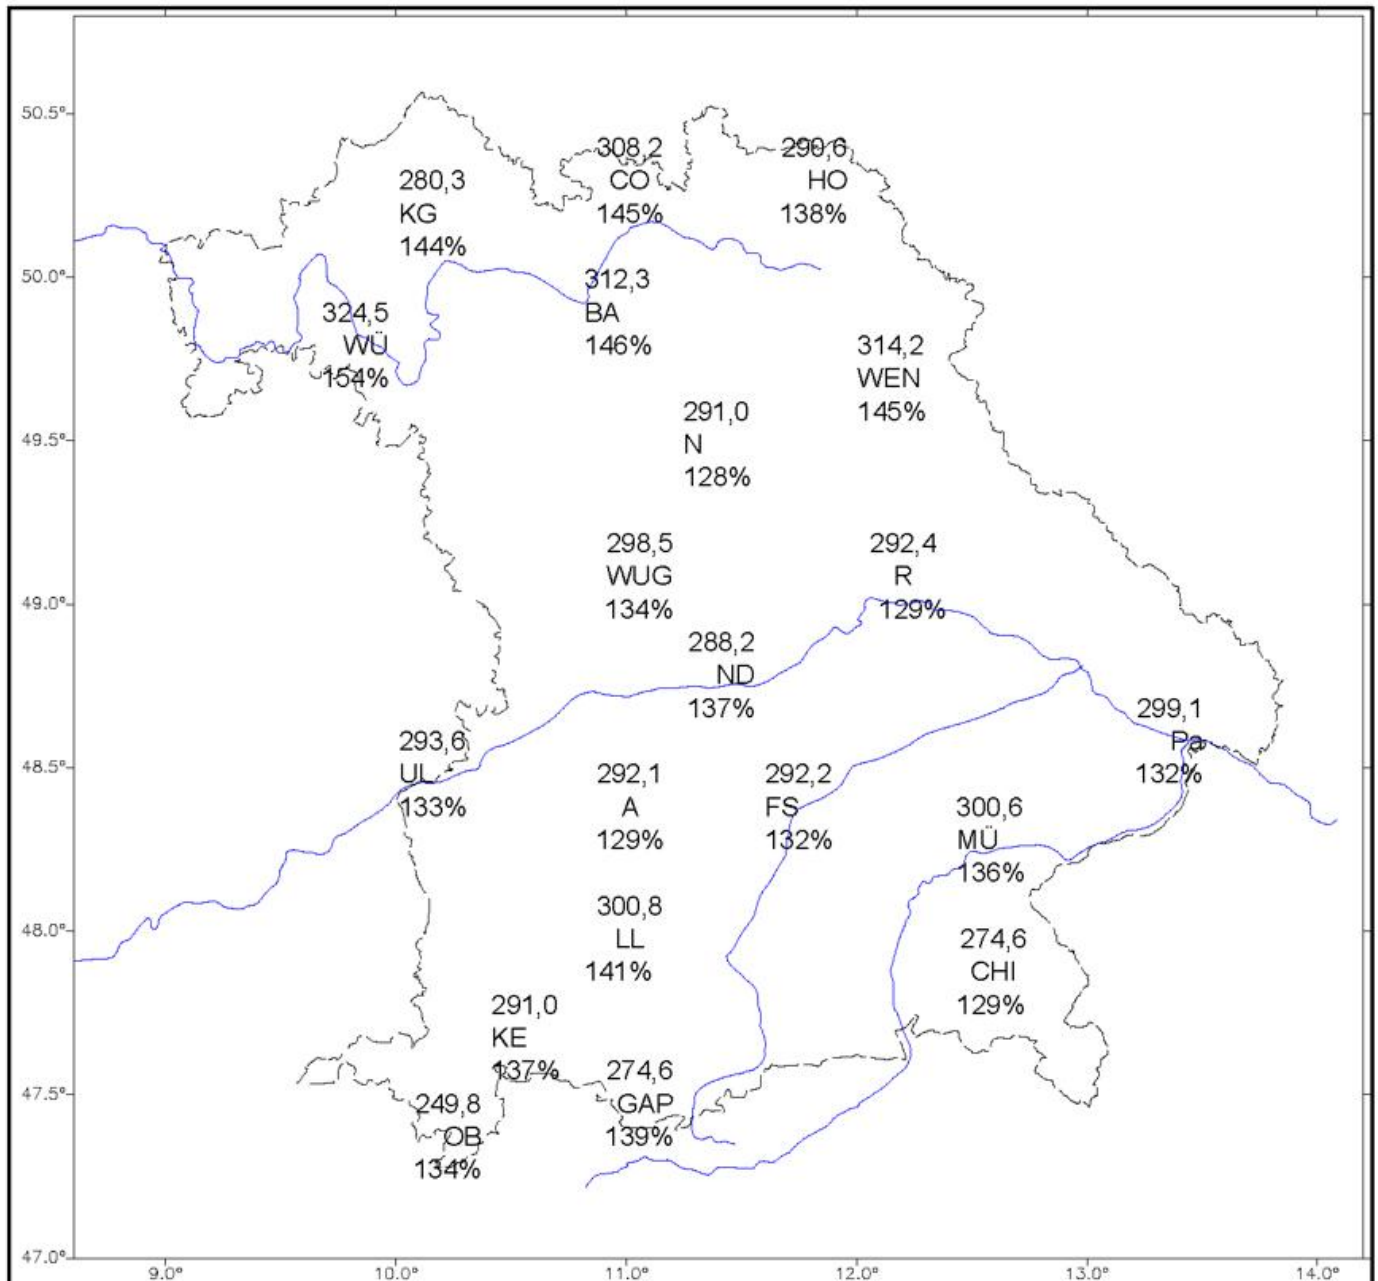 50.5°
308,2
CO
145%
290,6
HO
138%
280,3
KG
144%
50.0°
312,3
BA
146%
324,5
WÜ
154%
314,2
WEN
145%
49.5°
291,0
N
128%
298,5
WUG
134%
292,4
R
129%
49.0°
288,2
ND
137%
299,1
Pa
132%
293,6
UL
133%
48.5°
292,1
A
129%
292,2
FS
132%
300,6
MÜ
136%
300,8
LL
141%
48.0°
274,6
CHI
129%
291,0
KE
137%
274,6
GAP
139%
47.5°
249,8
OB
134%
47.0°
9.0° 10.0° 11.0° 12.0° 13.0° 14.0°